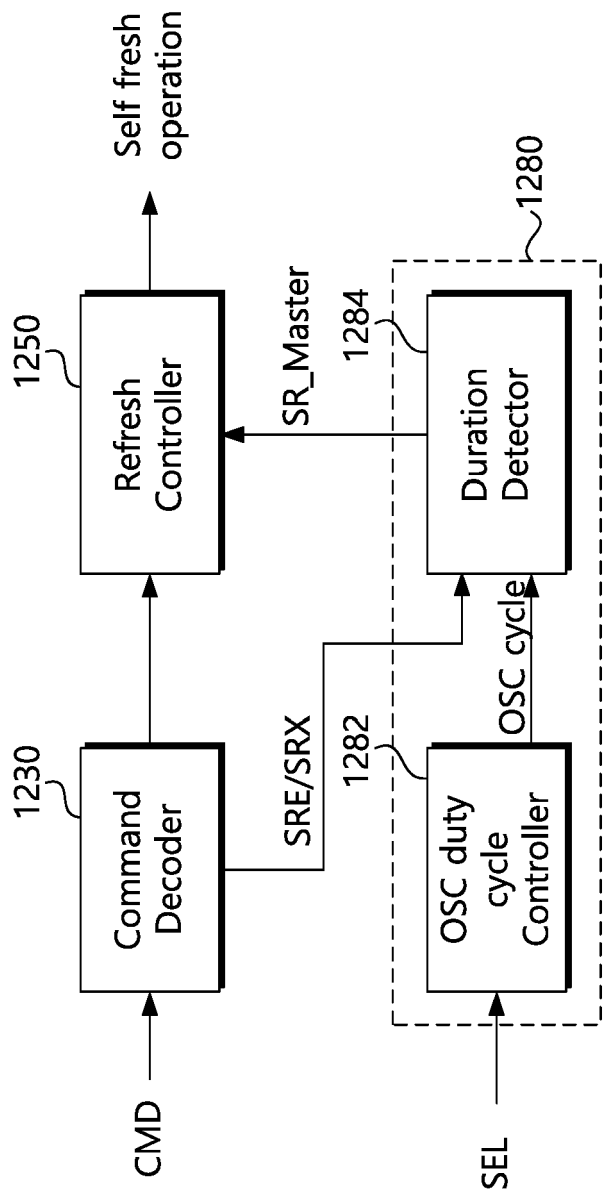 CMD
1230
Command
Decoder
1250
Refresh
Controller
Self fresh
operation
SRE/SRX
SR_Master
SEL
1282
OSC duty
cycle
Controller
OSC cycle
1284
Duration
Detector
1280